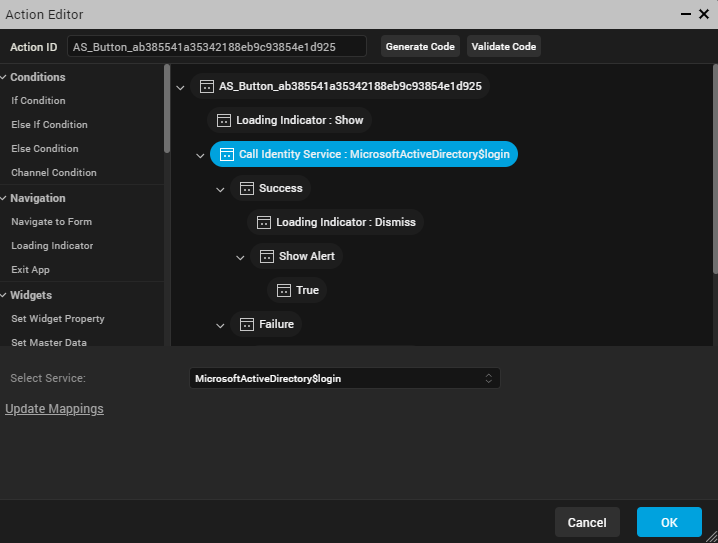 Action Editor
Action ID AS_Button_ab385541a35342188eb9c93854e1d925 Generate Code Validate Code
Conditions
If Condition
Else If Condition
Else Condition
Channel Condition
Navigation
Navigate to Form
Loading Indicator
Exit App
Widgets
Set Widget Property
Set Master Data
AS_Button_ab385541a35342188eb9c93854e1d925
Loading Indicator : Show
Call Identity Service : MicrosoftActiveDirectory$login
Success
Loading Indicator : Dismiss
Show Alert
True
Failure
Select Service: MicrosoftActiveDirectory$login
Update Mappings
Cancel OK